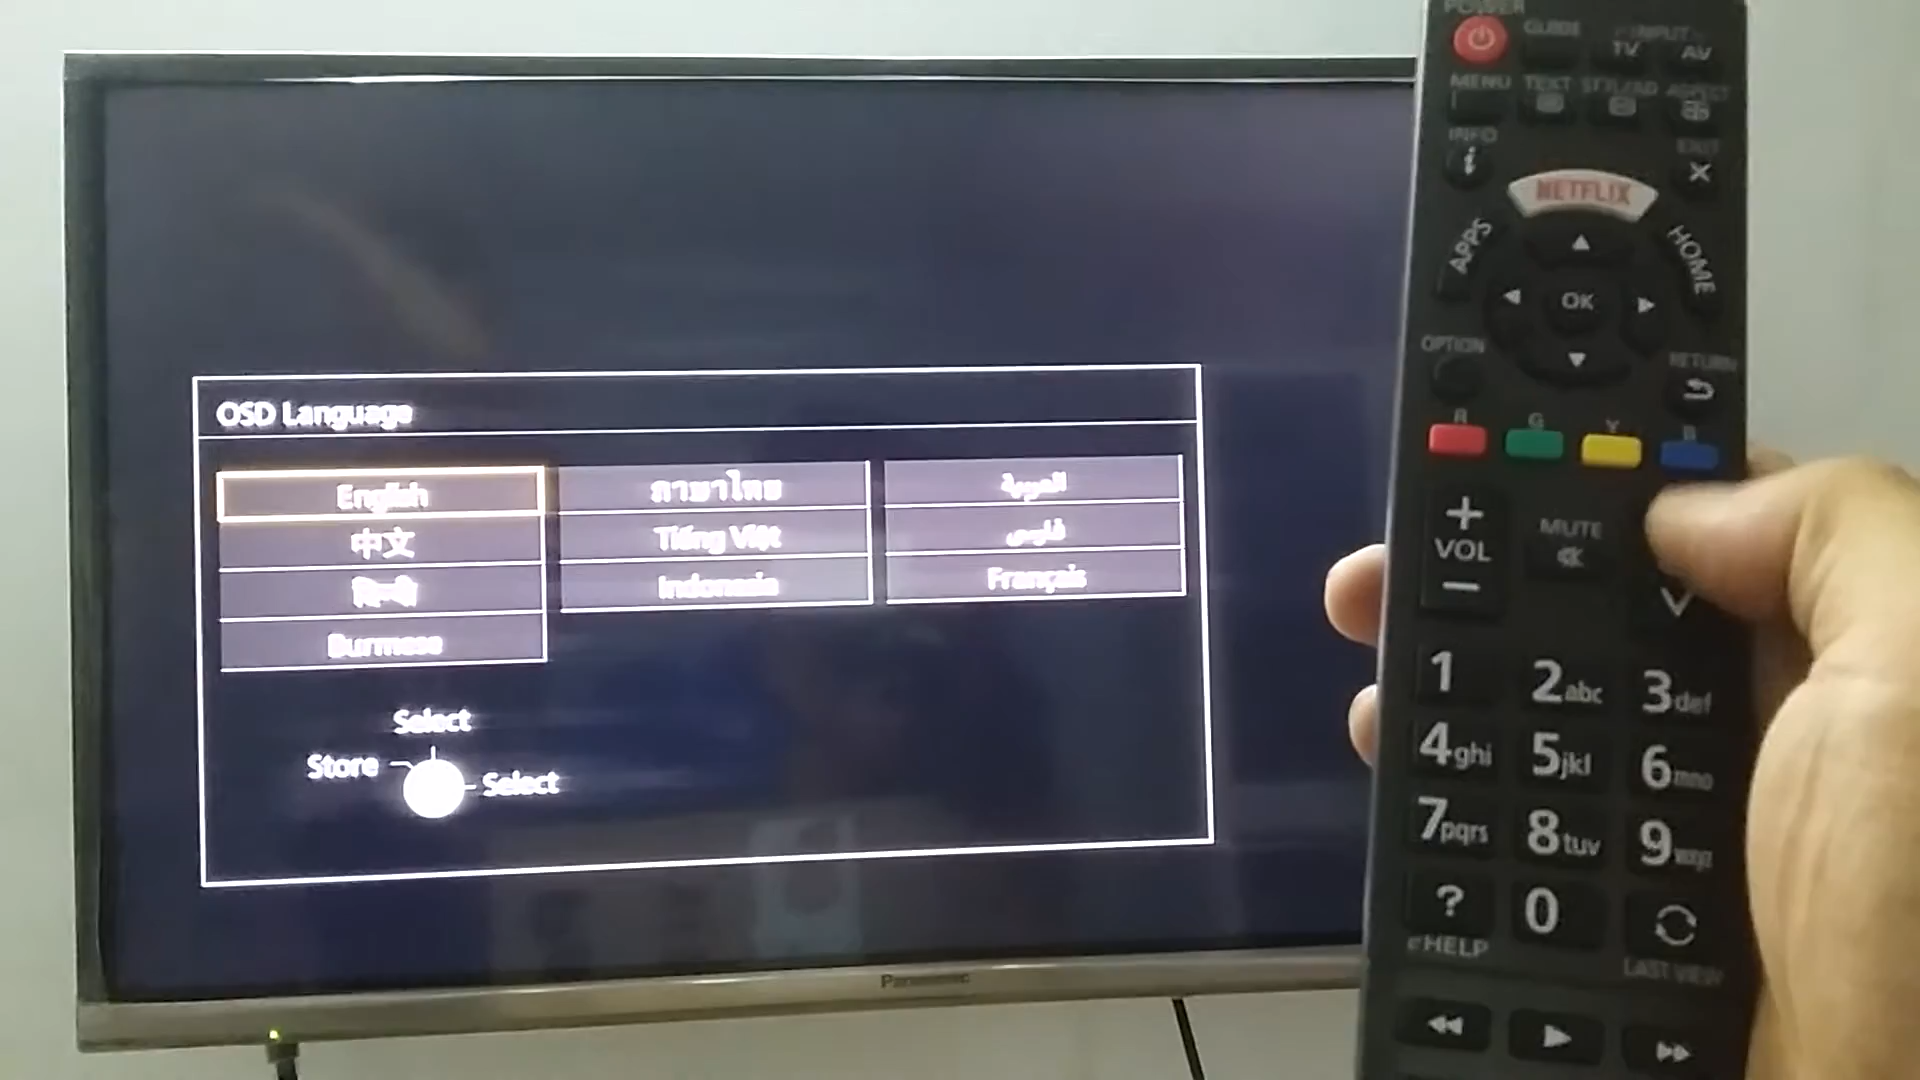 OSD Language
English
ภาษาไทย
العربية
中文
Tiếng Việt
فارسی
हिन्दी
Indonesia
Français
Burmese
Select
Store
Select
Panasonic
POWER
GUIDE
INPUT
TV
AV
MENU
TEXT
ASPECT
INFO
EXIT
NETFLIX
APPS
HOME
OK
OPTION
RETURN
R
G
Y
B
+
VOL
−
MUTE
1
2abc
3def
4ghi
5jkl
6mno
7pqrs
8tuv
9wxyz
?
0
eHELP
LAST VIEW